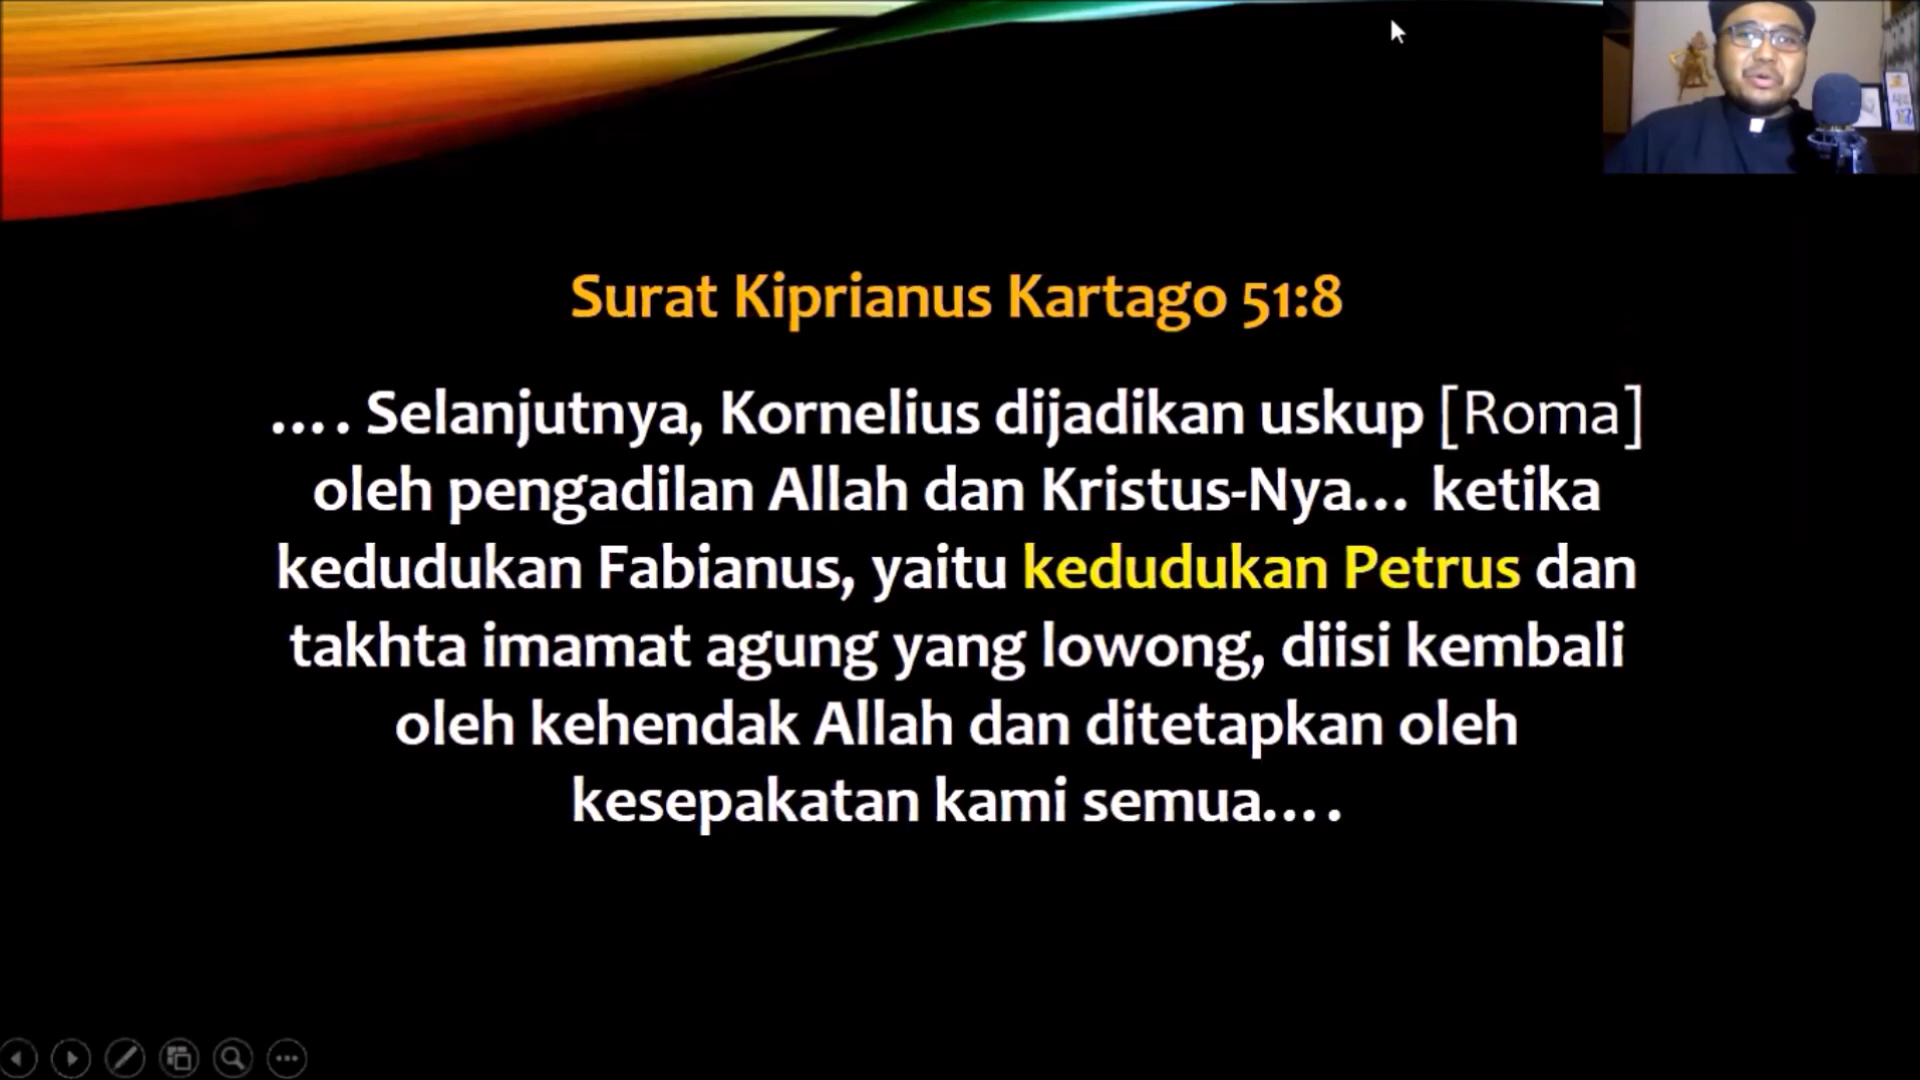 Surat Kiprianus Kartago 51:8
.... Selanjutnya, Kornelius dijadikan uskup [Roma]
oleh pengadilan Allah dan Kristus-Nya... ketika
kedudukan Fabianus, yaitu kedudukan Petrus dan
takhta imamat agung yang lowong, diisi kembali
oleh kehendak Allah dan ditetapkan oleh
kesepakatan kami semua....